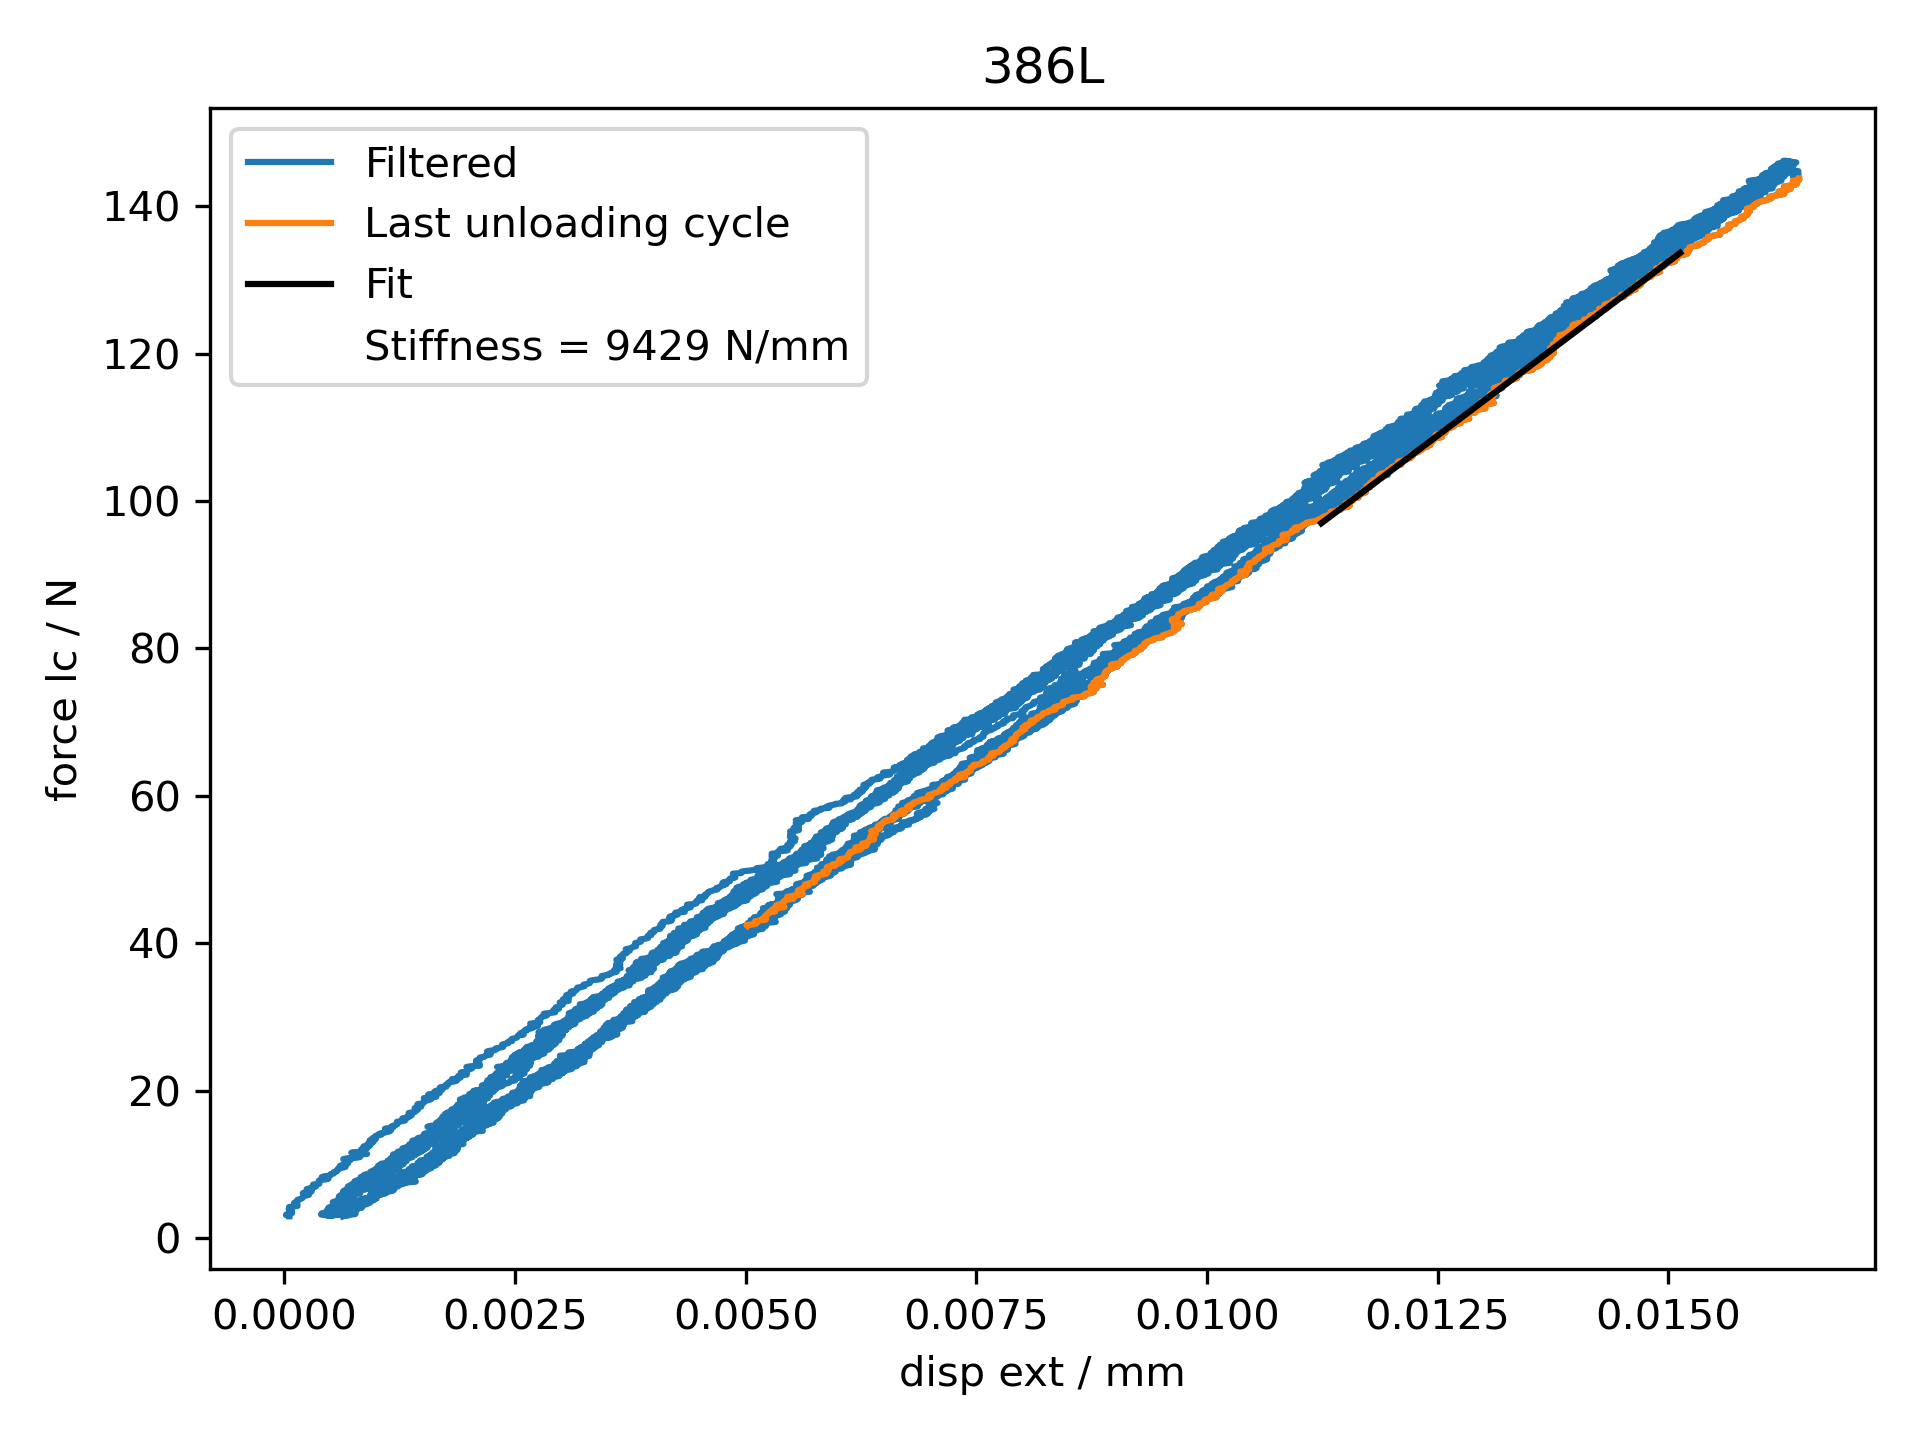 386L
Filtered
Last unloading cycle
Fit
Stiffness = 9429 N/mm
force lc / N
140
120
100
80
60
40
20
0
0.0000 0.0025 0.0050 0.0075 0.0100 0.0125 0.0150
disp ext / mm